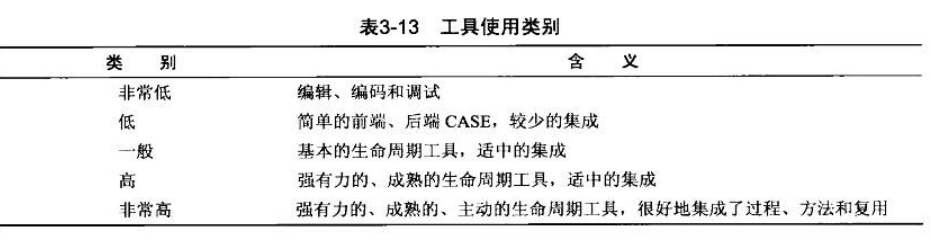 表3-13 工具使用类别
类 别 含 义
非常低 编辑、编码和调试
低 简单的前端、后端 CASE，较少的集成
一般 基本的生命周期工具，适中的集成
高 强有力的、成熟的生命周期工具，适中的集成
非常高 强有力的、成熟的、主动的生命周期工具，很好地集成了过程、方法和复用